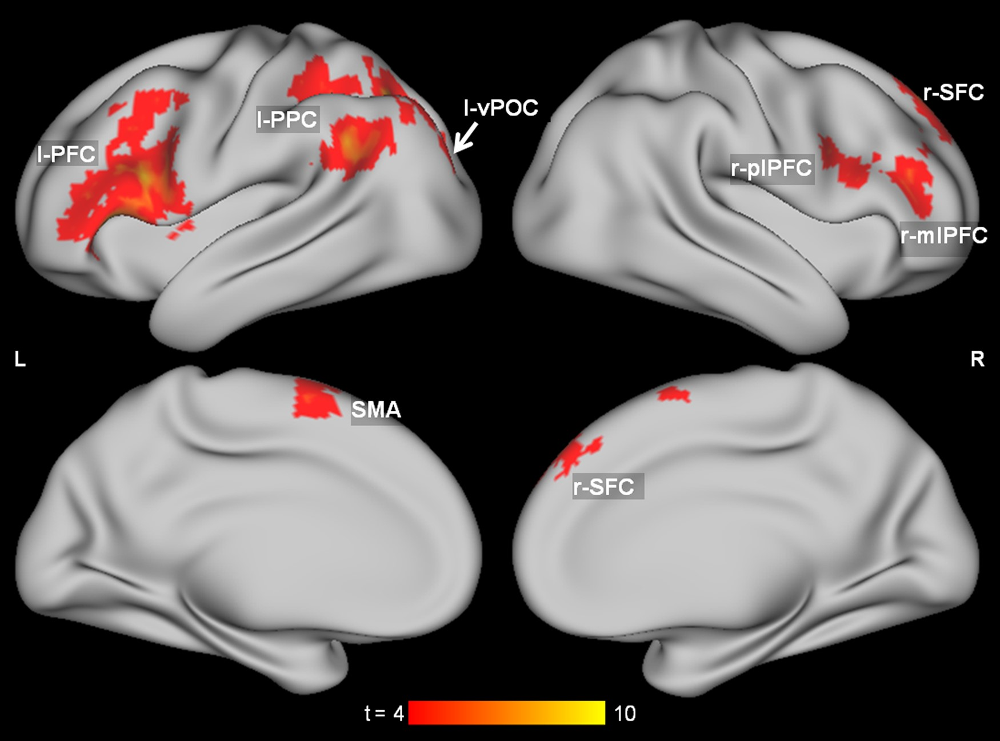 r-SFC
l-vPOC
l-PPC
l-PFC
r-plPFC
r-mlPFC
L
R
SMA
r-SFC
t = 4
10